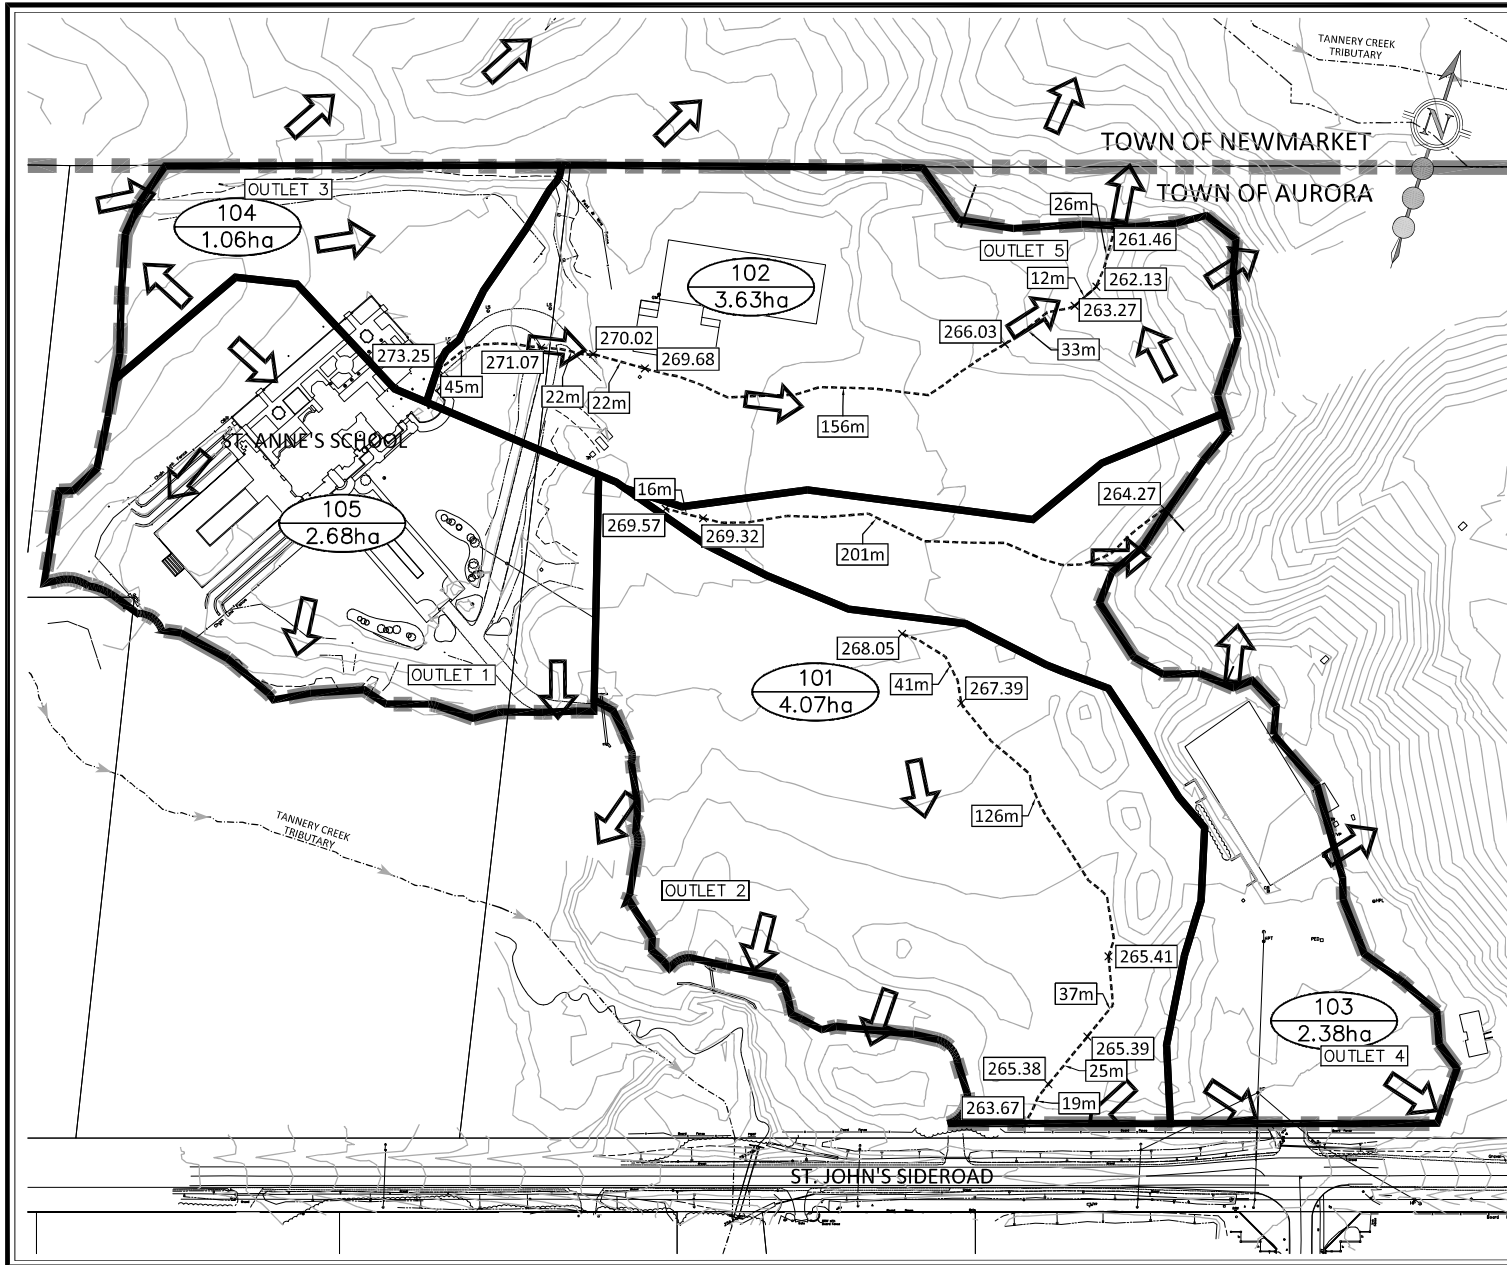 TANNERY CREEK
TRIBUTARY
N
TOWN OF NEWMARKET
TOWN OF AURORA
OUTLET 3
104
1.06ha
26m
261.46
OUTLET 5
102
3.63ha
12m
262.13
263.27
266.03
33m
270.02
269.68
273.25
271.07
45m
22m
22m
156m
ST. ANNE'S SCHOOL
105
2.68ha
16m
269.57
269.32
201m
264.27
268.05
41m
267.39
OUTLET 1
101
4.07ha
126m
TANNERY CREEK
TRIBUTARY
OUTLET 2
265.41
37m
103
2.38ha
OUTLET 4
265.39
265.38
25m
263.67
19m
ST. JOHN'S SIDEROAD